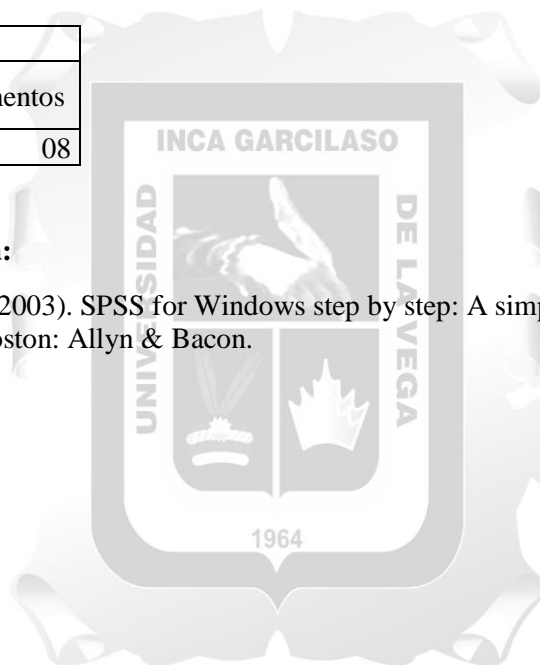 mentos
08
INCA GARCILASO
UNIVERSIDAD
DE LA VEGA
:
2003). SPSS for Windows step by step: A simp
ston: Allyn & Bacon.
1964